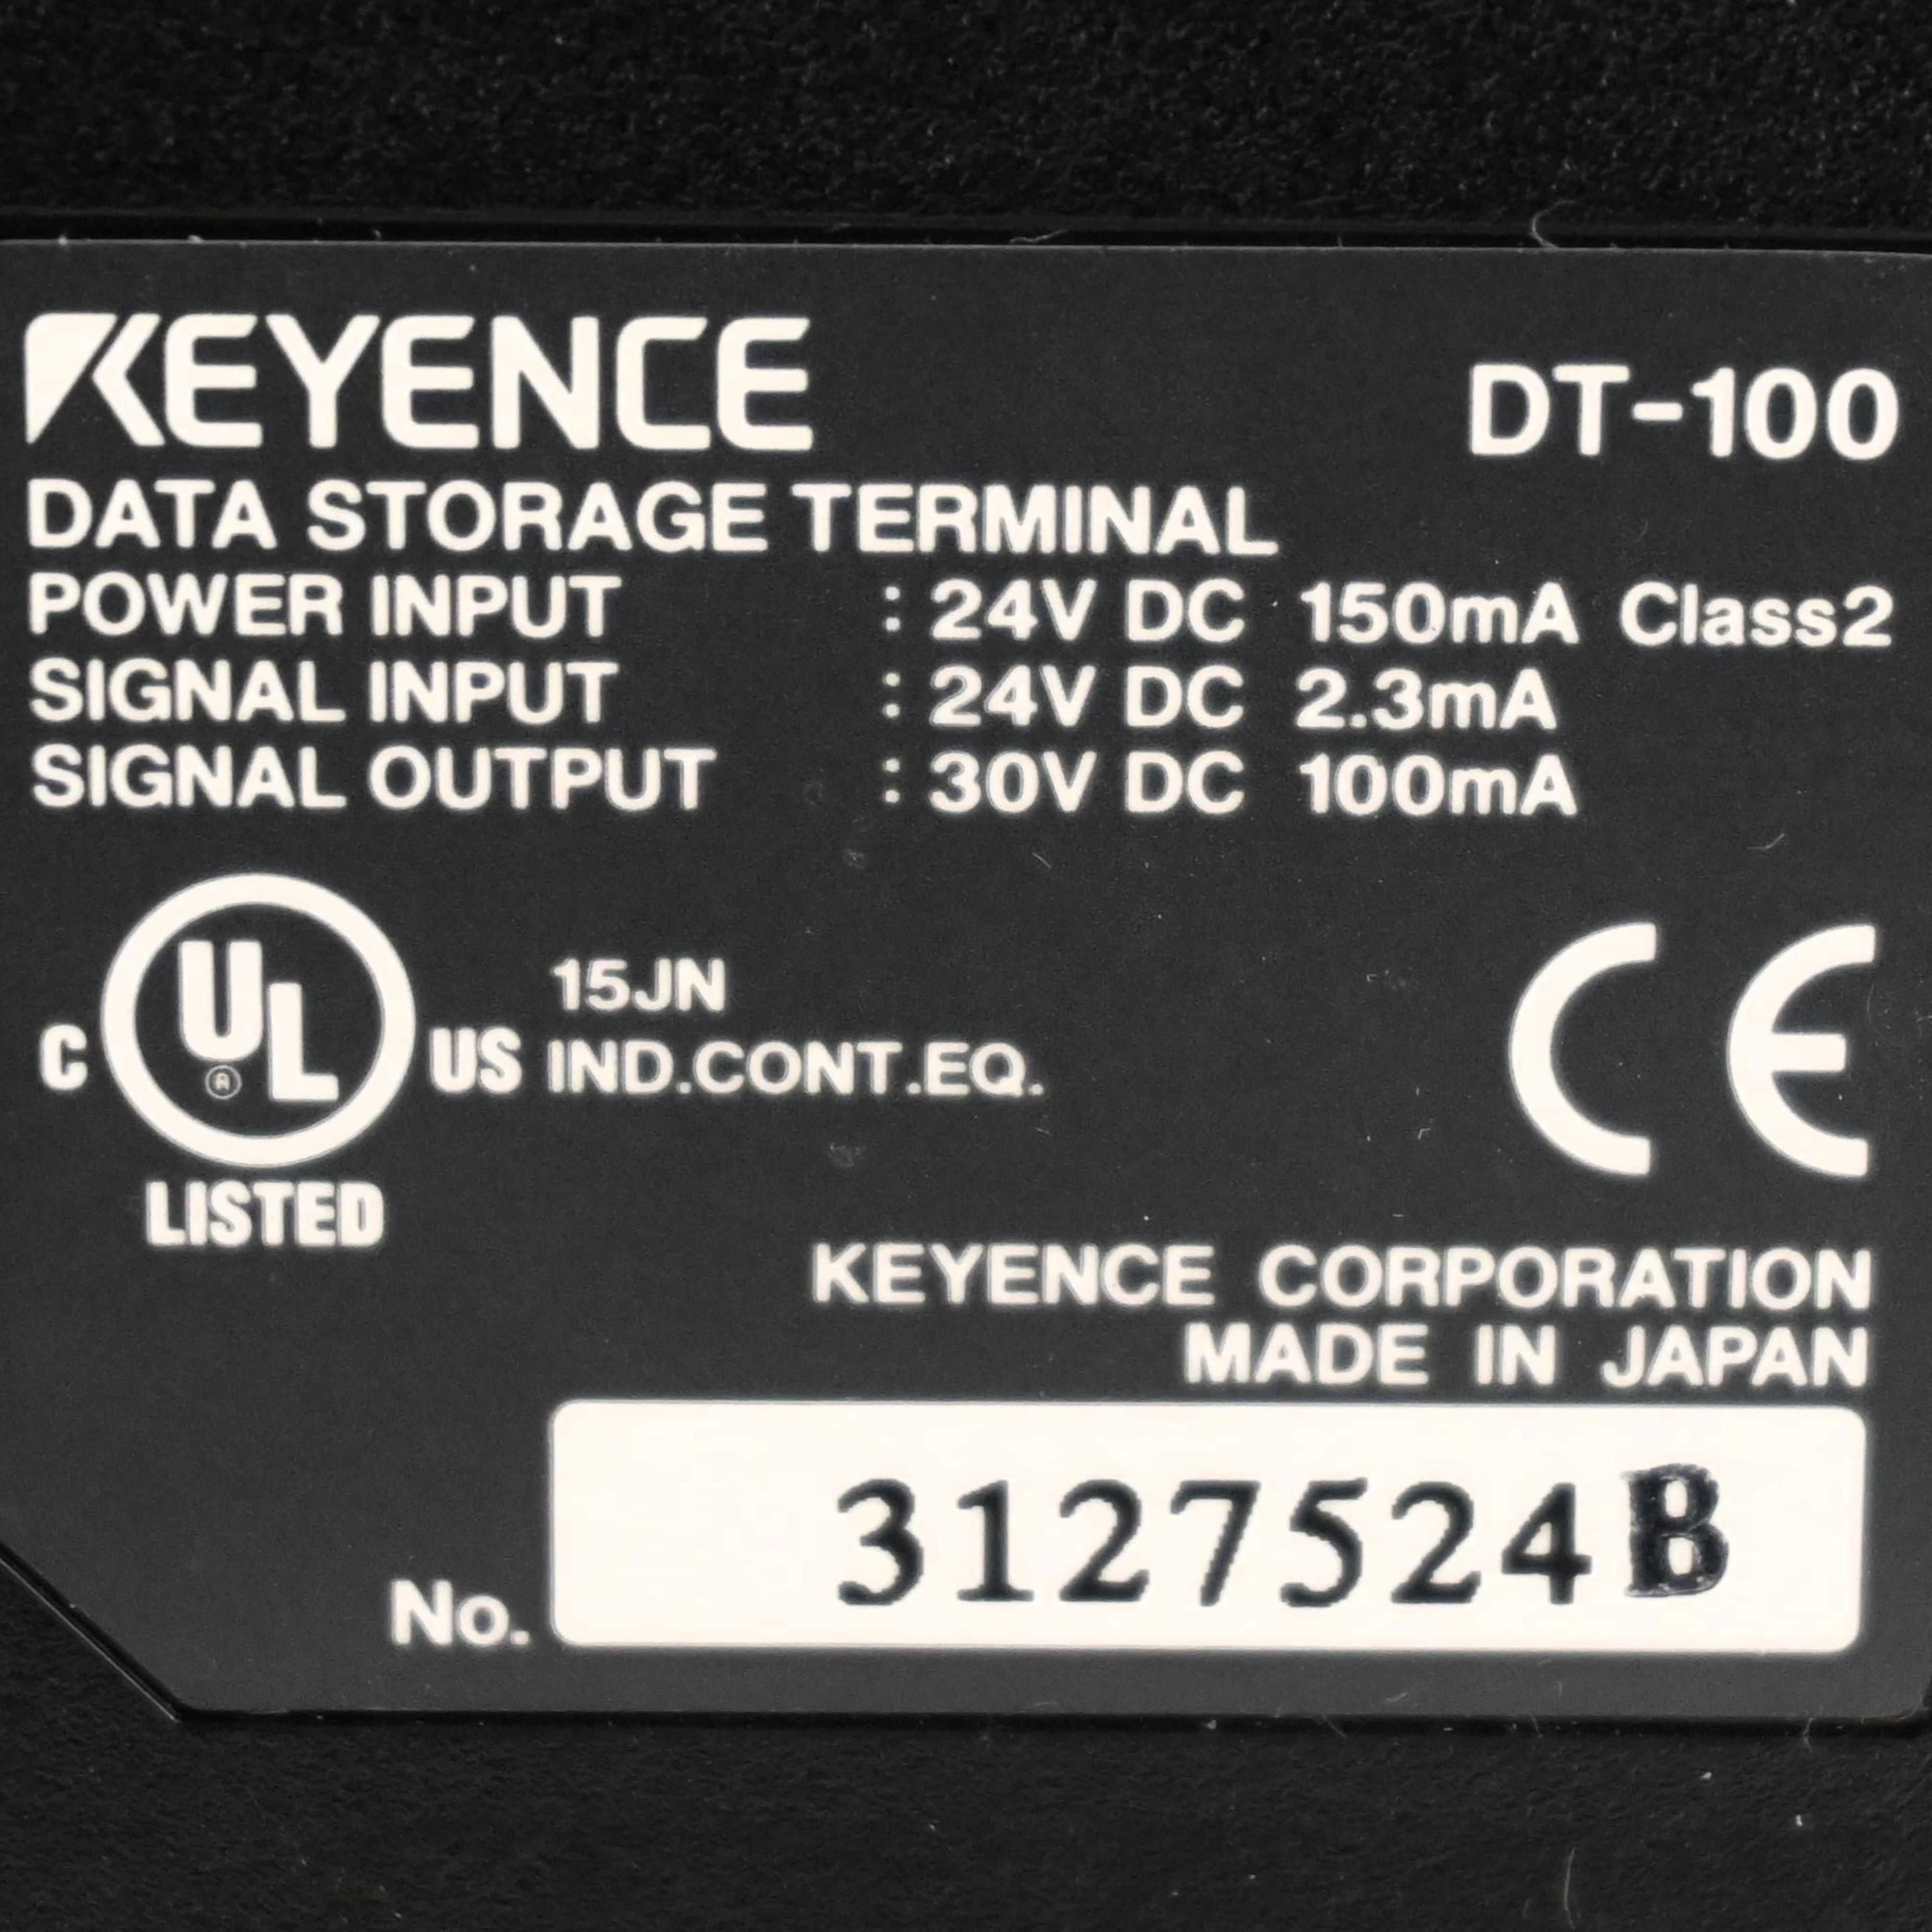 KEYENCE DT-100
DATA STORAGE TERMINAL
POWER INPUT : 24V DC 150mA Class2
SIGNAL INPUT : 24V DC 2.3mA
SIGNAL OUTPUT : 30V DC 100mA
C UL US LISTED
15JN
IND.CONT.EQ.
CE
KEYENCE CORPORATION
MADE IN JAPAN
No. 3127524B